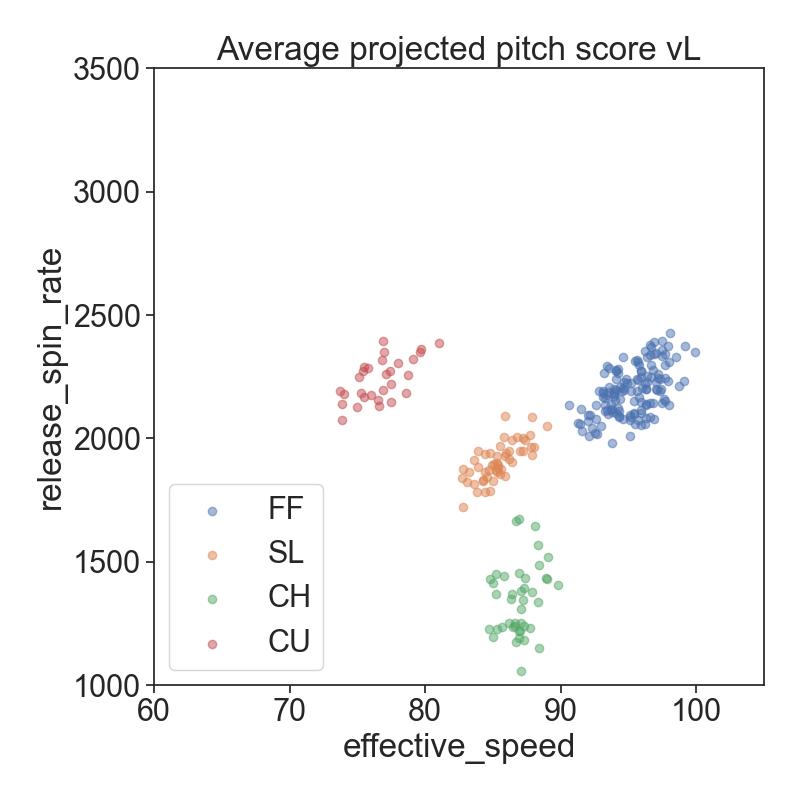 Average projected pitch score vL
3500
3000
2500
2000
1500
1000
release_spin_rate
FF
SL
CH
CU
60 70 80 90 100
effective_speed